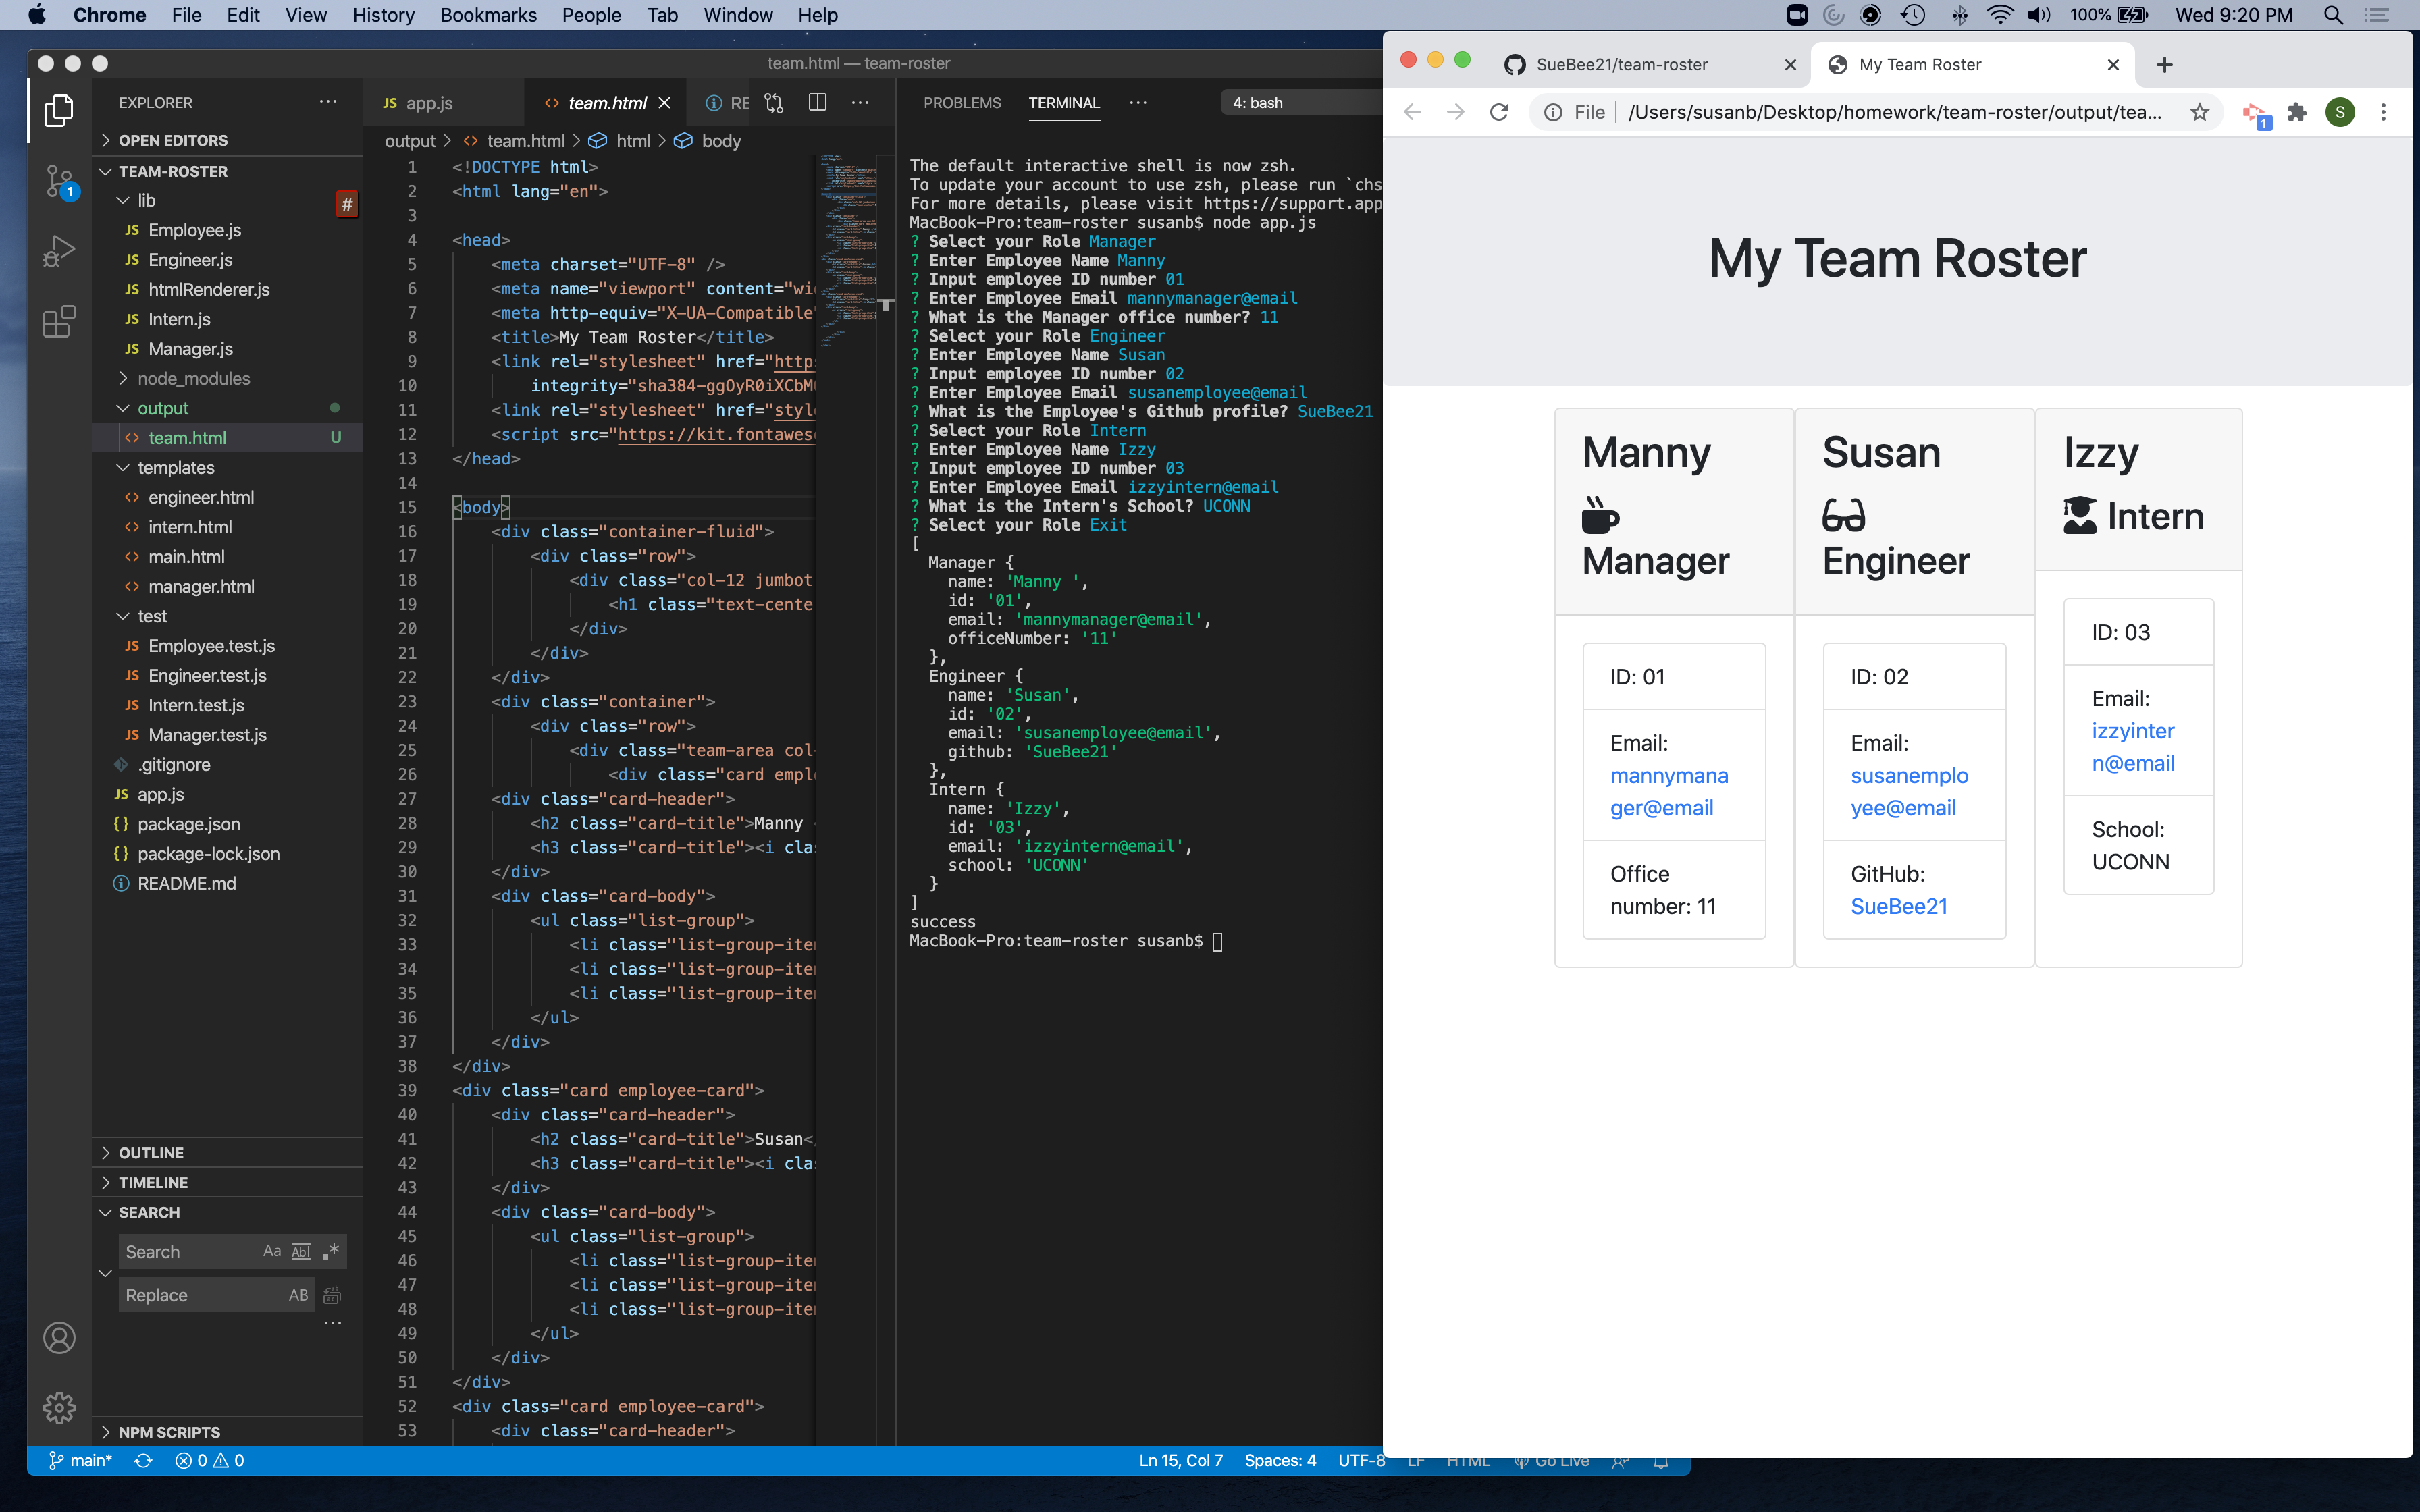 Chrome File Edit View History Bookmarks People Tab Window Help
100% Wed 9:20 PM
team.html — team-roster
EXPLORER
OPEN EDITORS
TEAM-ROSTER
lib
#
JS Employee.js
JS Engineer.js
JS htmlRenderer.js
JS Intern.js
JS Manager.js
node_modules
output
<> team.html U
templates
<> engineer.html
<> intern.html
<> main.html
<> manager.html
test
JS Employee.test.js
JS Engineer.test.js
JS Intern.test.js
JS Manager.test.js
.gitignore
JS app.js
{} package.json
{} package-lock.json
README.md
OUTLINE
TIMELINE
SEARCH
Search Aa Abl .*
Replace AB
NPM SCRIPTS
1
JS app.js <> team.html RE
output > <> team.html > html > body
1 <!DOCTYPE html>
2 <html lang="en">
3
4 <head>
5 <meta charset="UTF-8" />
6 <meta name="viewport" content="wi
7 <meta http-equiv="X-UA-Compatible"
8 <title>My Team Roster</title>
9 <link rel="stylesheet" href="https
10 integrity="sha384-ggOyR0iXCbM
11 <link rel="stylesheet" href="style
12 <script src="https://kit.fontaweso
13 </head>
14
15 <body>
16 <div class="container-fluid">
17 <div class="row">
18 <div class="col-12 jumbot
19 <h1 class="text-cente
20 </div>
21 </div>
22 </div>
23 <div class="container">
24 <div class="row">
25 <div class="team-area col-
26 <div class="card empl
27 <div class="card-header">
28 <h2 class="card-title">Manny
29 <h3 class="card-title"><i cla
30 </div>
31 <div class="card-body">
32 <ul class="list-group">
33 <li class="list-group-ite
34 <li class="list-group-ite
35 <li class="list-group-ite
36 </ul>
37 </div>
38 </div>
39 <div class="card employee-card">
40 <div class="card-header">
41 <h2 class="card-title">Susan<
42 <h3 class="card-title"><i cla
43 </div>
44 <div class="card-body">
45 <ul class="list-group">
46 <li class="list-group-ite
47 <li class="list-group-ite
48 <li class="list-group-ite
49 </ul>
50 </div>
51 </div>
52 <div class="card employee-card">
53 <div class="card-header">
PROBLEMS TERMINAL 4: bash
The default interactive shell is now zsh.
To update your account to use zsh, please run `chs
For more details, please visit https://support.app
MacBook-Pro:team-roster susanb$ node app.js
? Select your Role Manager
? Enter Employee Name Manny
? Input employee ID number 01
? Enter Employee Email mannymanager@email
? What is the Manager office number? 11
? Select your Role Engineer
? Enter Employee Name Susan
? Input employee ID number 02
? Enter Employee Email susanemployee@email
? What is the Employee's Github profile? SueBee21
? Select your Role Intern
? Enter Employee Name Izzy
? Input employee ID number 03
? Enter Employee Email izzyintern@email
? What is the Intern's School? UCONN
? Select your Role Exit
[
Manager {
name: 'Manny ',
id: '01',
email: 'mannymanager@email',
officeNumber: '11'
},
Engineer {
name: 'Susan',
id: '02',
email: 'susanemployee@email',
github: 'SueBee21'
},
Intern {
name: 'Izzy',
id: '03',
email: 'izzyintern@email',
school: 'UCONN'
}
]
success
MacBook-Pro:team-roster susanb$
main* 0 0 Ln 15, Col 7 Spaces: 4 UTF-8 LF HTML Go Live
SueBee21/team-roster My Team Roster
File /Users/susanb/Desktop/homework/team-roster/output/tea... 1 S
My Team Roster
Manny
Manager
ID: 01
Email:
mannymana
ger@email
Office
number: 11
Susan
Engineer
ID: 02
Email:
susanemplo
yee@email
GitHub:
SueBee21
Izzy
Intern
ID: 03
Email:
izzyinter
n@email
School:
UCONN